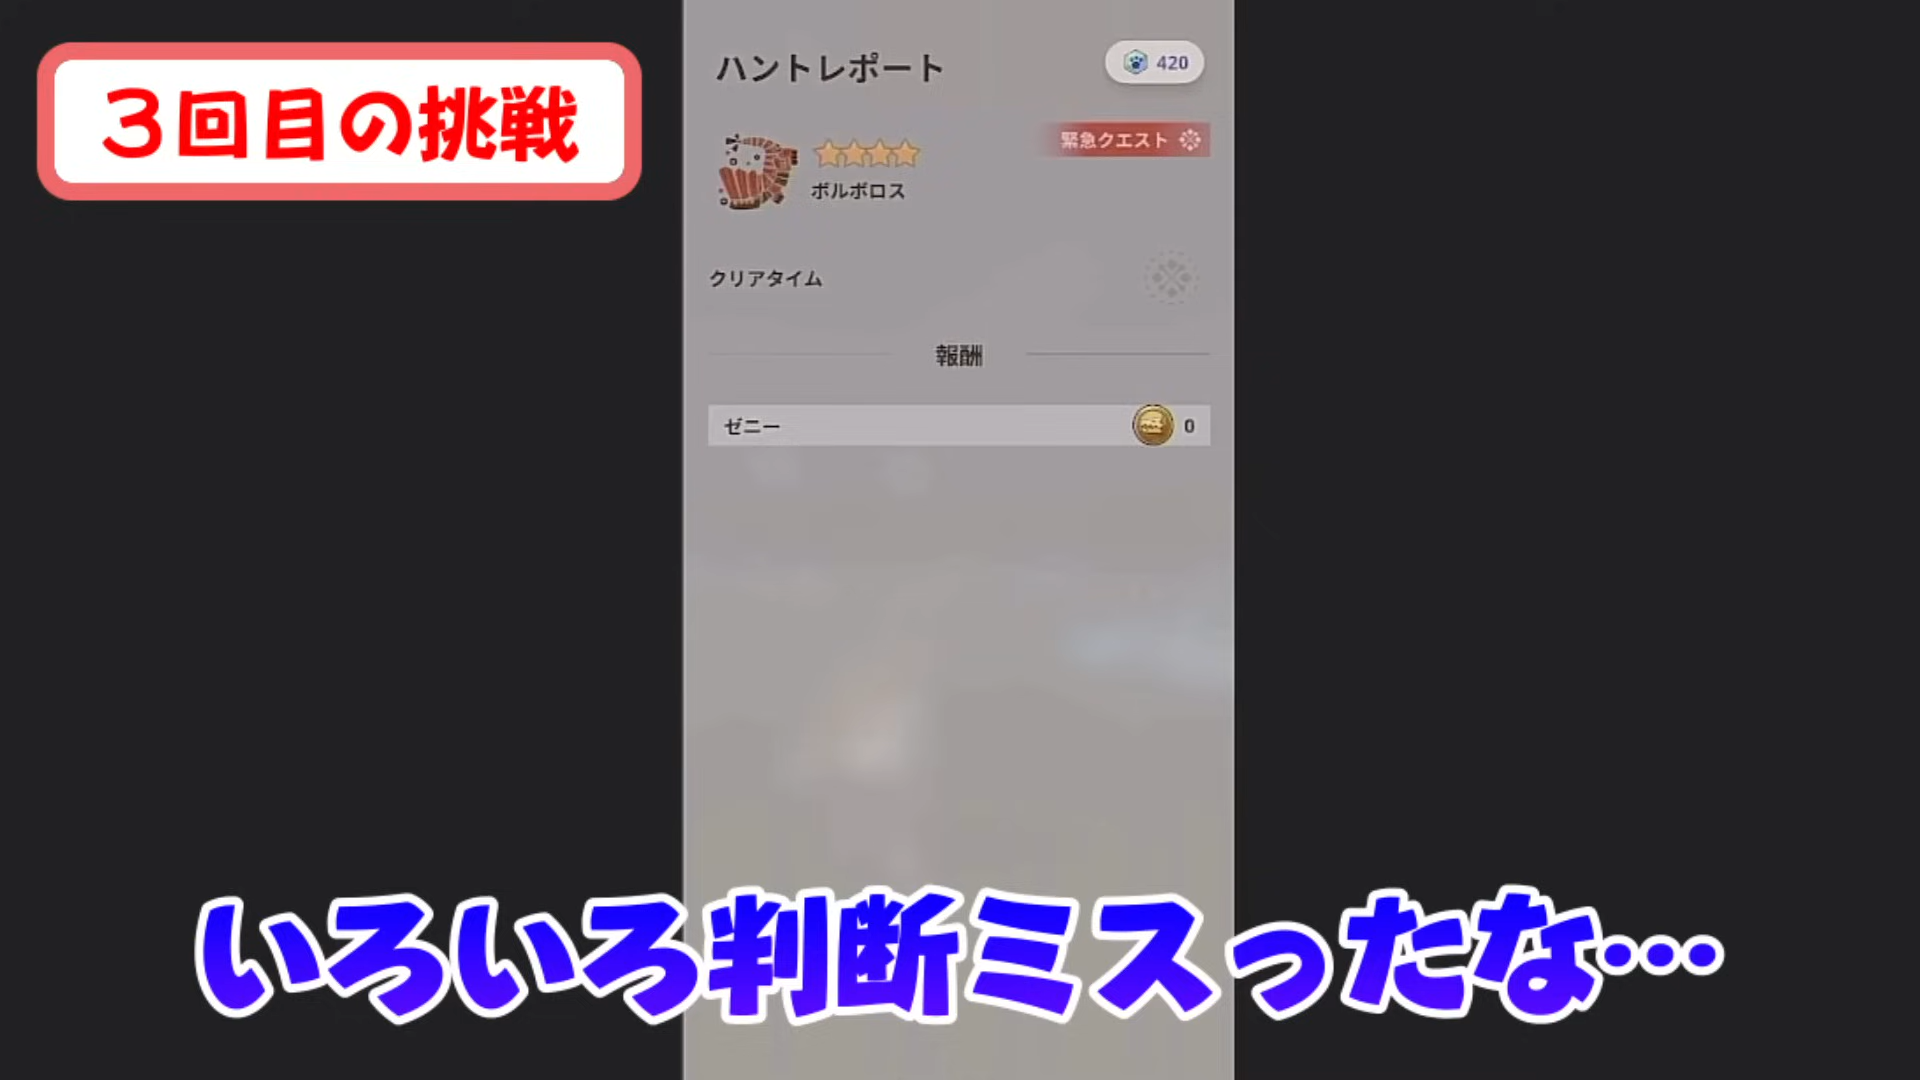 3回目の挑戦
ハントレポート
420
緊急クエスト
ボルボロス
クリアタイム
報酬
ゼニー 0
いろいろ判断ミスったな…